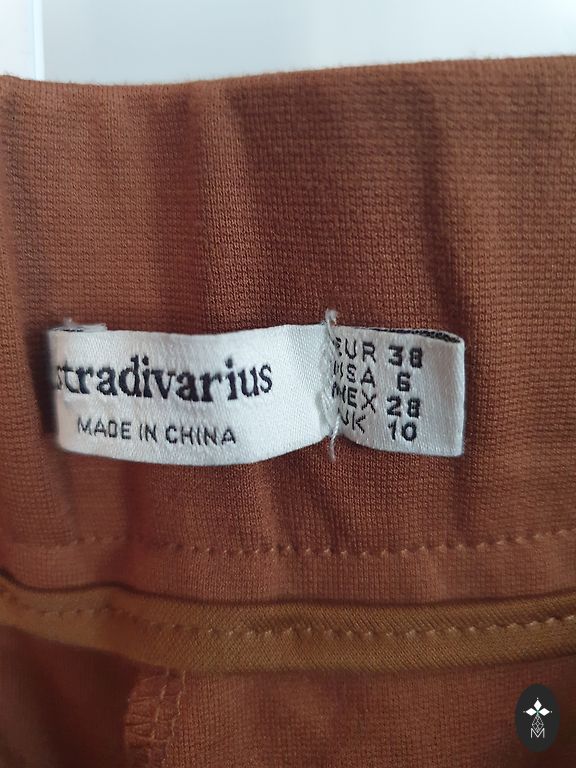 stradivarius
MADE IN CHINA
EUR 38
USA 6
MEX 28
UK 10
M